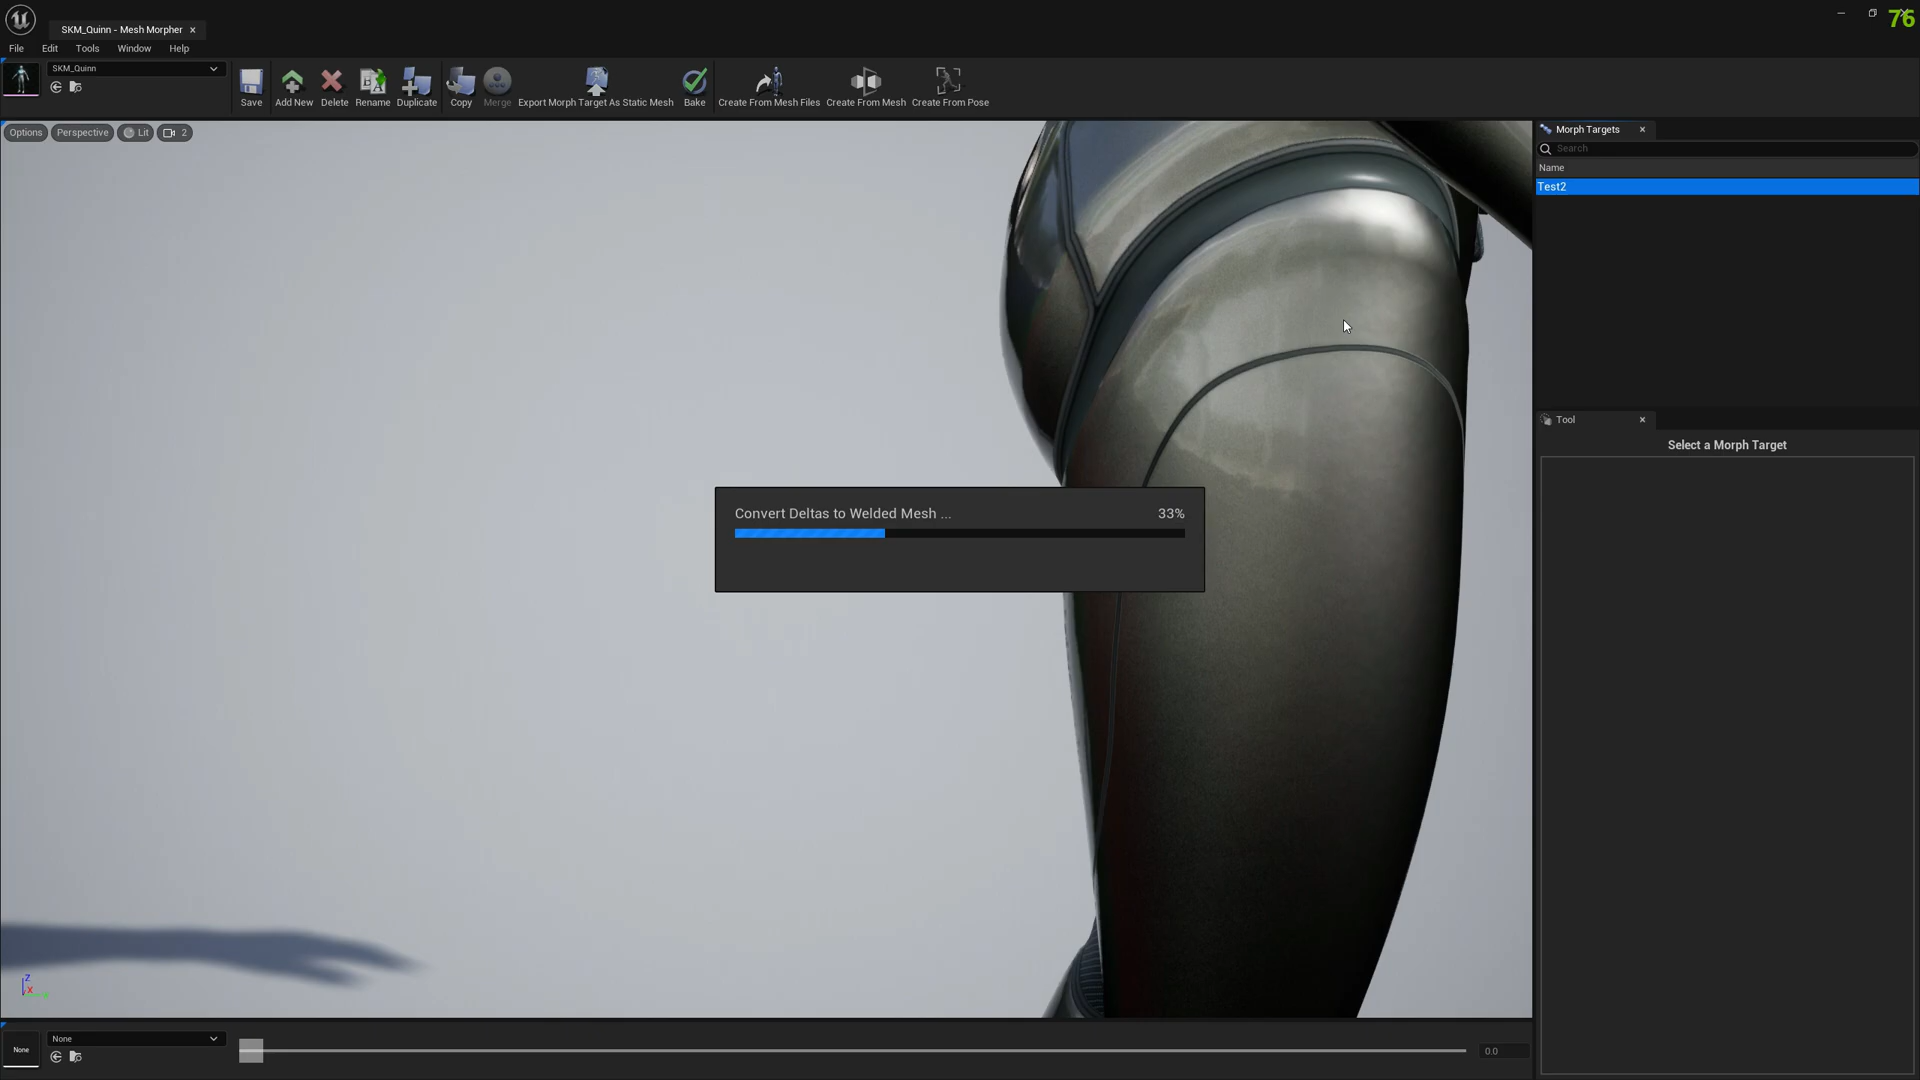 76
SKM_Quinn - Mesh Morpher
File Edit Tools Window Help
SKM_Quinn
Save Add New Delete Rename Duplicate Copy Merge Export Morph Target As Static Mesh Bake Create From Mesh Files Create From Mesh Create From Pose
Options Perspective Lit 2
Morph Targets
Search
Name
Test2
Tool
Select a Morph Target
Convert Deltas to Welded Mesh ... 33%
Z
X
None
None
0.0